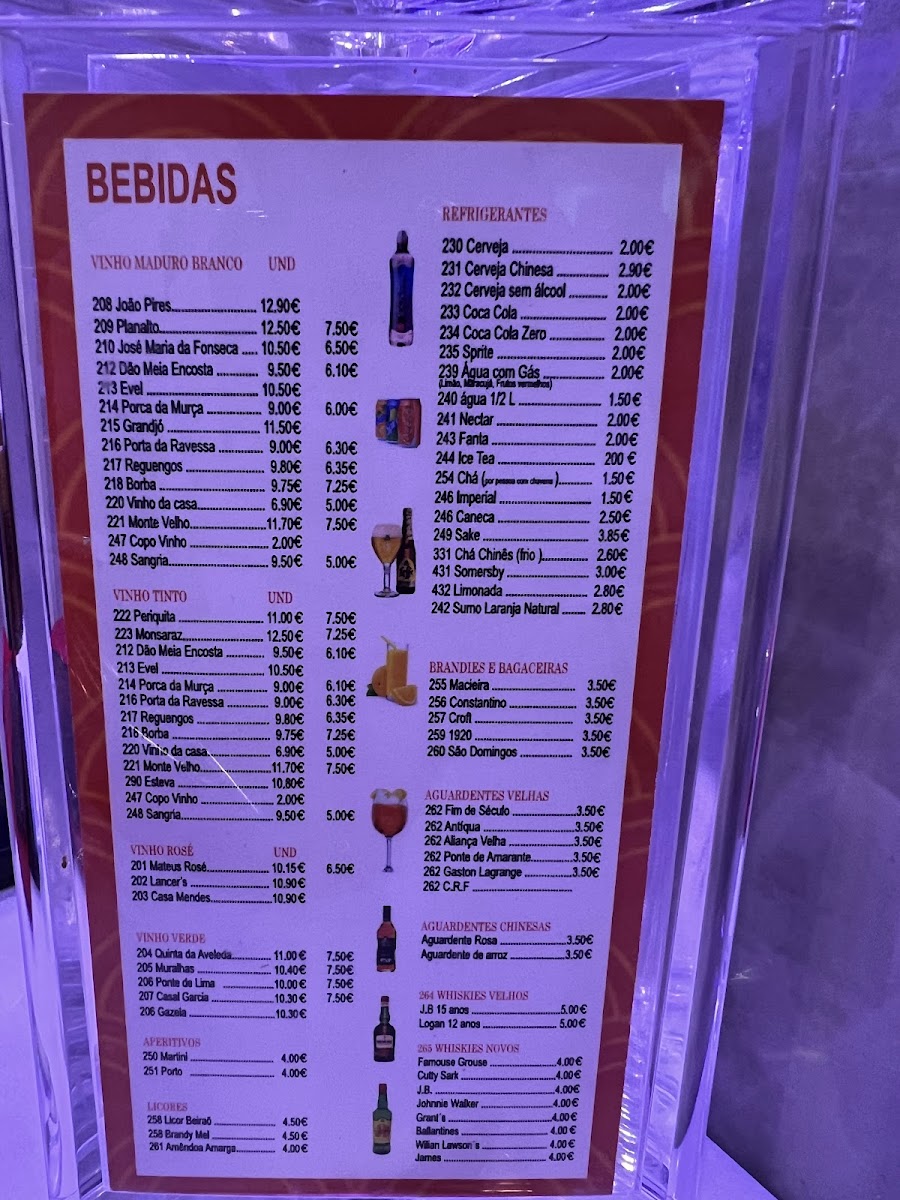 BEBIDAS
VINHO MADURO BRANCO UND
208 João Pires 12.90€
209 Planalto 12.50€ 7.50€
210 José Maria da Fonseca 10.50€ 6.50€
212 Dão Meia Encosta 9.50€ 6.10€
213 Evel 10.50€
214 Porca da Murça 9.00€ 6.00€
215 Grandjó 11.50€
216 Porta da Ravessa 9.00€ 6.30€
217 Reguengos 9.80€ 6.35€
218 Borba 9.75€ 7.25€
220 Vinho da casa 6.90€ 5.00€
221 Monte Velho 11,70€ 7.50€
247 Copo Vinho 2.00€
248 Sangria 9.50€ 5.00€
VINHO TINTO UND
222 Periquita 11.00 € 7.50€
223 Monsaraz 12.50€ 7.25€
212 Dão Meia Encosta 9.50€ 6.10€
213 Evel 10.50€
214 Porca da Murça 9.00€ 6.10€
216 Porta da Ravessa 9.00€ 6.30€
217 Reguengos 9.80€ 6.35€
216 Borba 9.75€ 7.25€
220 Vinho da casa 6.90€ 5.00€
221 Monte Velho 11.70€ 7.50€
290 Esteva 10,80€
247 Copo Vinho 2.00€
248 Sangria 9.50€ 5.00€
VINHO ROSÉ UND
201 Mateus Rosé 10.15 € 6.50€
202 Lancer's 10.90€
203 Casa Mendes 10.90€
VINHO VERDE
204 Quinta da Aveleda 11.00 € 7.50€
205 Muralhas 10.40€ 7.50€
206 Ponte de Lima 10.00 € 7.50€
207 Casal Garcia 10.30 € 7.50€
206 Gazela 10.30€
APERITIVOS
250 Martini 4.00€
251 Porto 4.00€
LICORES
258 Licor Beiraõ 4.50€
258 Brandy Mel 4.50 €
261 Amêndoa Amarga 4.00 €
REFRIGERANTES
230 Cerveja 2.00€
231 Cerveja Chinesa 2.90€
232 Cerveja sem álcool 2.00€
233 Coca Cola 2.00€
234 Coca Cola Zero 2.00€
235 Sprite 2.00€
239 Água com Gás 2.00€
(Limão, Maracujá, Frutos vermelhos)
240 água 1/2 L 1.50€
241 Nectar 2.00€
243 Fanta 2.00€
244 Ice Tea 200 €
254 Chá (por pessoa com chavena) 1.50€
246 Imperial 1.50€
246 Caneca 2.50€
249 Sake 3.85€
331 Chá Chinês (frio ) 2.60€
431 Somersby 3.00€
432 Limonada 2.80€
242 Sumo Laranja Natural 2.80€
BRANDIES E BAGACEIRAS
255 Macieira 3.50€
256 Constantino 3.50€
257 Croft 3.50€
259 1920 3.50€
260 São Domingos 3.50€
AGUARDENTES VELHAS
262 Fim de Século 3.50€
262 Antíqua 3.50€
262 Aliança Velha 3.50€
262 Ponte de Amarante 3.50€
262 Gaston Lagrange 3.50€
262 C.R.F
AGUARDENTES CHINESAS
Aguardente Rosa 3.50€
Aguardente de arroz 3.50€
264 WHISKIES VELHOS
J.B 15 anos 5.00€
Logan 12 anos 5.00€
265 WHISKIES NOVOS
Famouse Grouse 4.00€
Cutty Sark 4.00€
J.B. 4.00€
Johnnie Walker 4.00€
Grant´s 4.00€
Ballantines 4.00 €
Wilian Lawson´s 4.00€
James 4.00€